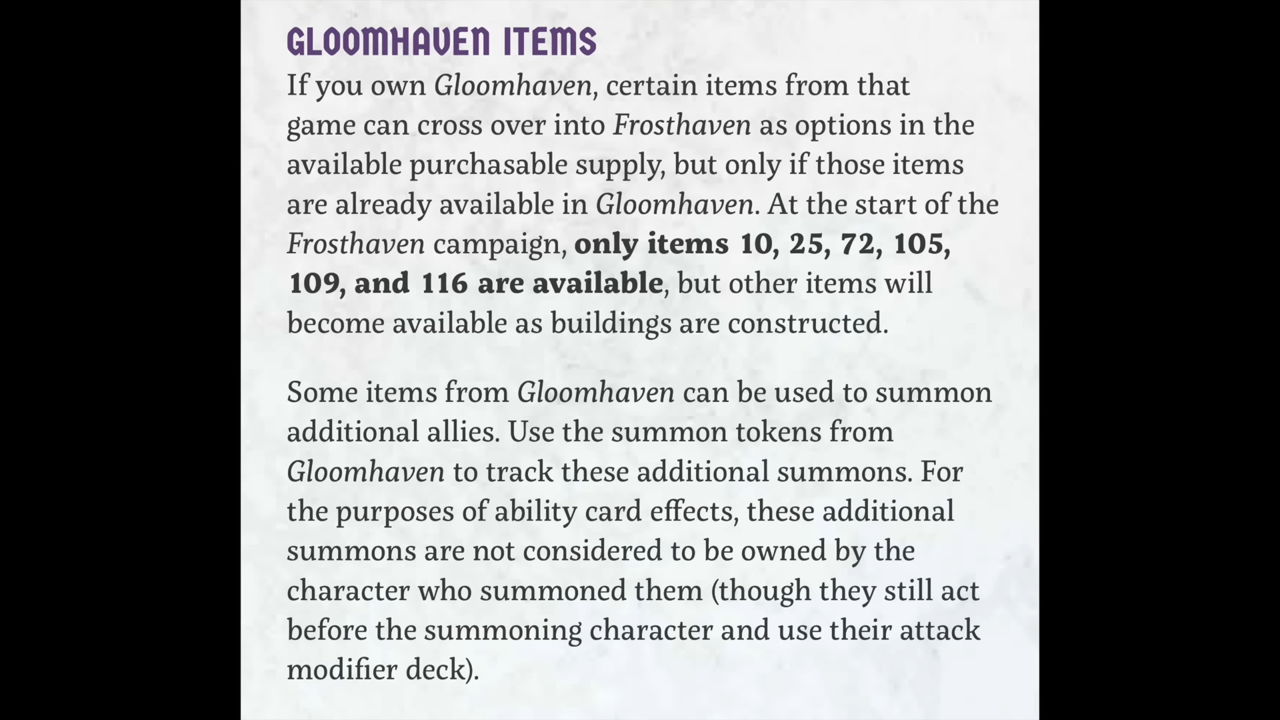 GLOOMHAVEN ITEMS
If you own Gloomhaven, certain items from that
game can cross over into Frosthaven as options in the
available purchasable supply, but only if those items
are already available in Gloomhaven. At the start of the
Frosthaven campaign, only items 10, 25, 72, 105,
109, and 116 are available, but other items will
become available as buildings are constructed.
Some items from Gloomhaven can be used to summon
additional allies. Use the summon tokens from
Gloomhaven to track these additional summons. For
the purposes of ability card effects, these additional
summons are not considered to be owned by the
character who summoned them (though they still act
before the summoning character and use their attack
modifier deck).